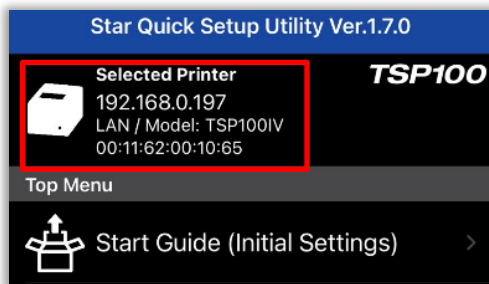 Star Quick Setup Utility Ver.1.7.0
Selected Printer
TSP100
192.168.0.197
LAN / Model: TSP100IV
00:11:62:00:10:65
Top Menu
Start Guide (Initial Settings)